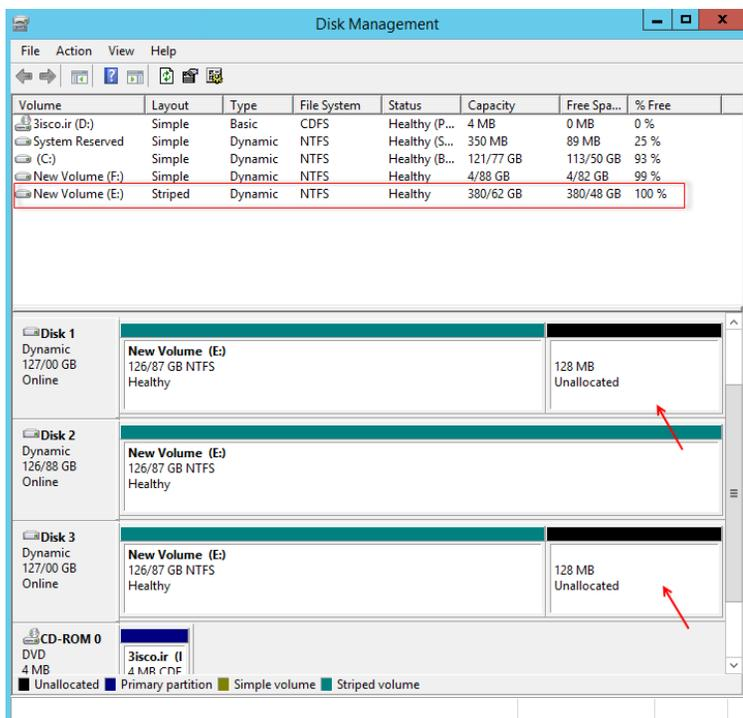 Disk Management
File Action View Help
Volume Layout Type File System Status Capacity Free Spa... % Free
3isco.ir (D:) Simple Basic CDFS Healthy (P... 4 MB 0 MB 0 %
System Reserved Simple Dynamic NTFS Healthy (S... 350 MB 89 MB 25 %
(C:) Simple Dynamic NTFS Healthy (B... 121/77 GB 113/50 GB 93 %
New Volume (F:) Simple Dynamic NTFS Healthy 4/88 GB 4/82 GB 99 %
New Volume (E:) Striped Dynamic NTFS Healthy 380/62 GB 380/48 GB 100 %
Disk 1
Dynamic
127/00 GB
Online
New Volume (E:)
126/87 GB NTFS
Healthy
128 MB
Unallocated
Disk 2
Dynamic
126/88 GB
Online
New Volume (E:)
126/87 GB NTFS
Healthy
Disk 3
Dynamic
127/00 GB
Online
New Volume (E:)
126/87 GB NTFS
Healthy
128 MB
Unallocated
CD-ROM 0
DVD
4 MB
3isco.ir (I
4 MB CDF
Unallocated Primary partition Simple volume Striped volume